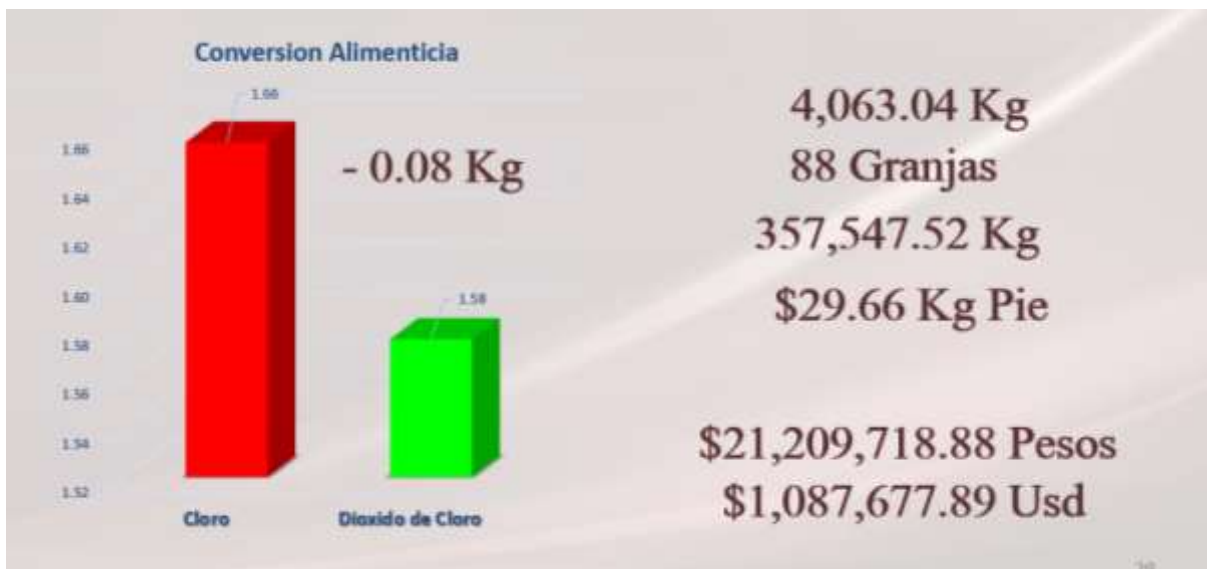 Conversion Alimenticia
1.66
1.66
1.64
1.62
1.60
1.58
1.56
1.54
1.52
- 0.08 Kg
1.58
Cloro
Dioxido de Cloro
4,063.04 Kg
88 Granjas
357,547.52 Kg
$29.66 Kg Pie
$21,209,718.88 Pesos
$1,087,677.89 Usd